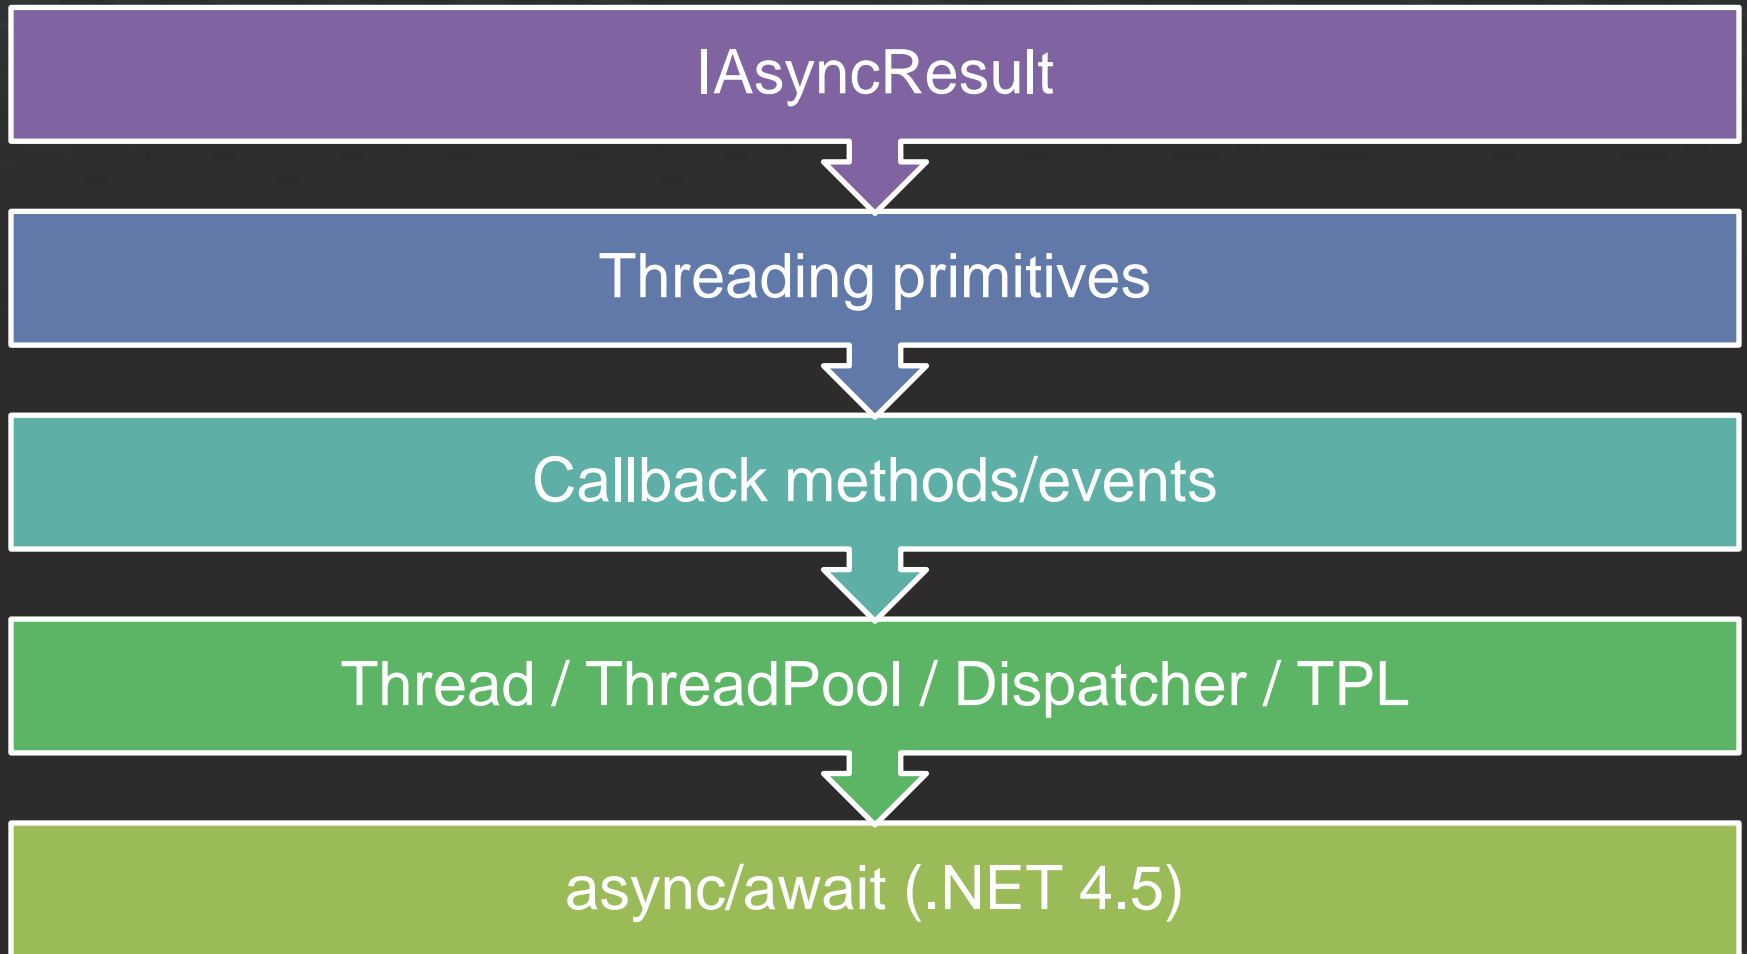 IAsyncResult
Threading primitives
Callback methods/events
Thread / ThreadPool / Dispatcher / TPL
async/await (.NET 4.5)